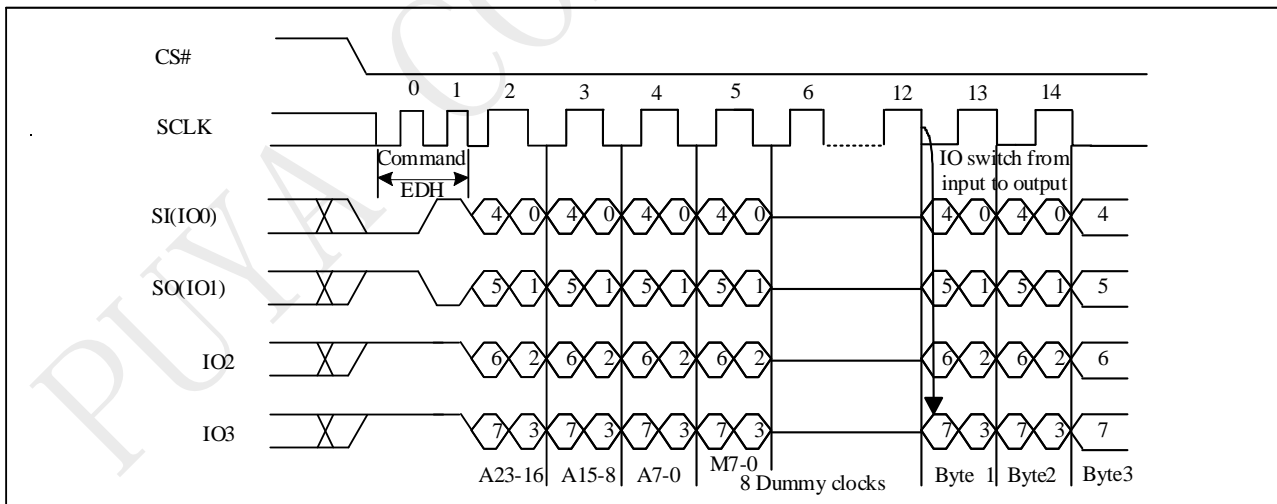 PUYA CO
CS#
0 1 2 3 4 5 6 12 13 14
SCLK
Command
EDH
IO switch from
input to output
SI(IO0) 4 0 4 0 4 0 4 0 4 0 4 0 4
SO(IO1) 5 1 5 1 5 1 5 1 5 1 5 1 5
IO2 6 2 6 2 6 2 6 2 6 2 6 2 6
IO3 7 3 7 3 7 3 7 3 7 3 7 3 7
A23-16 A15-8 A7-0 M7-0 8 Dummy clocks Byte 1 Byte2 Byte3